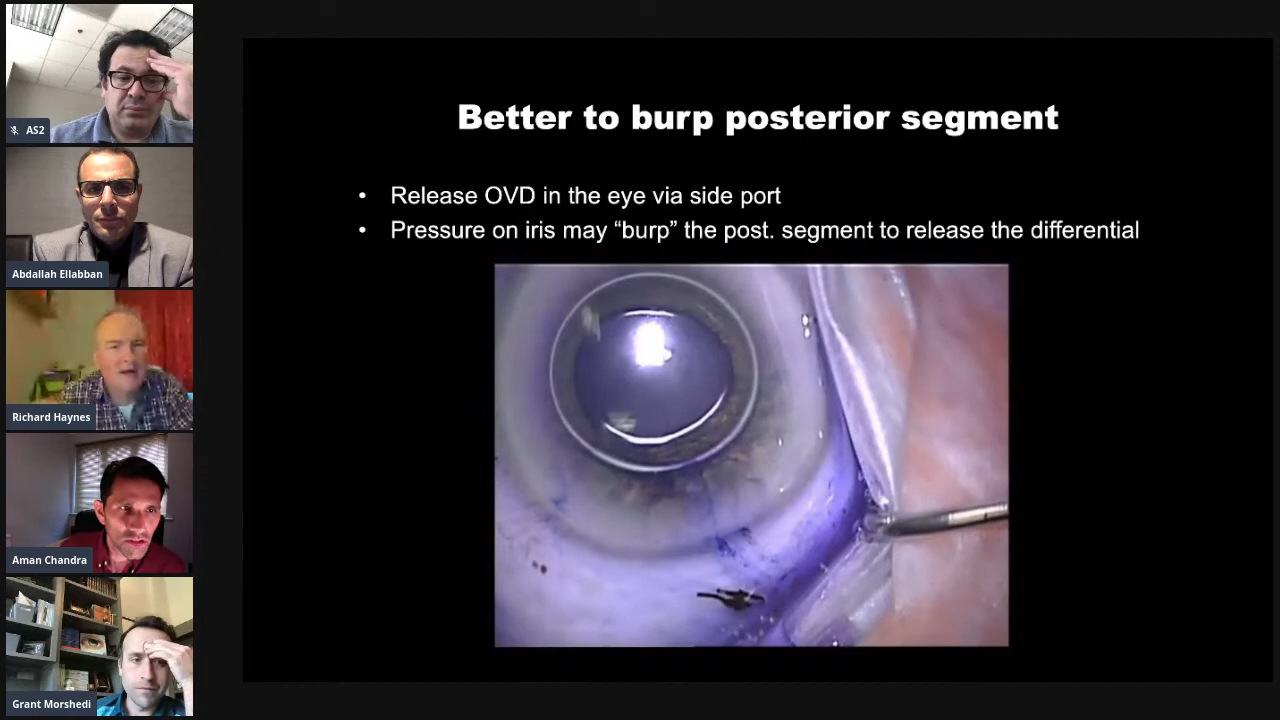 Better to burp posterior segment
• Release OVD in the eye via side port
• Pressure on iris may “burp” the post. segment to release the differential
AS2
Abdallah Ellabban
Richard Haynes
Aman Chandra
Grant Morshedi